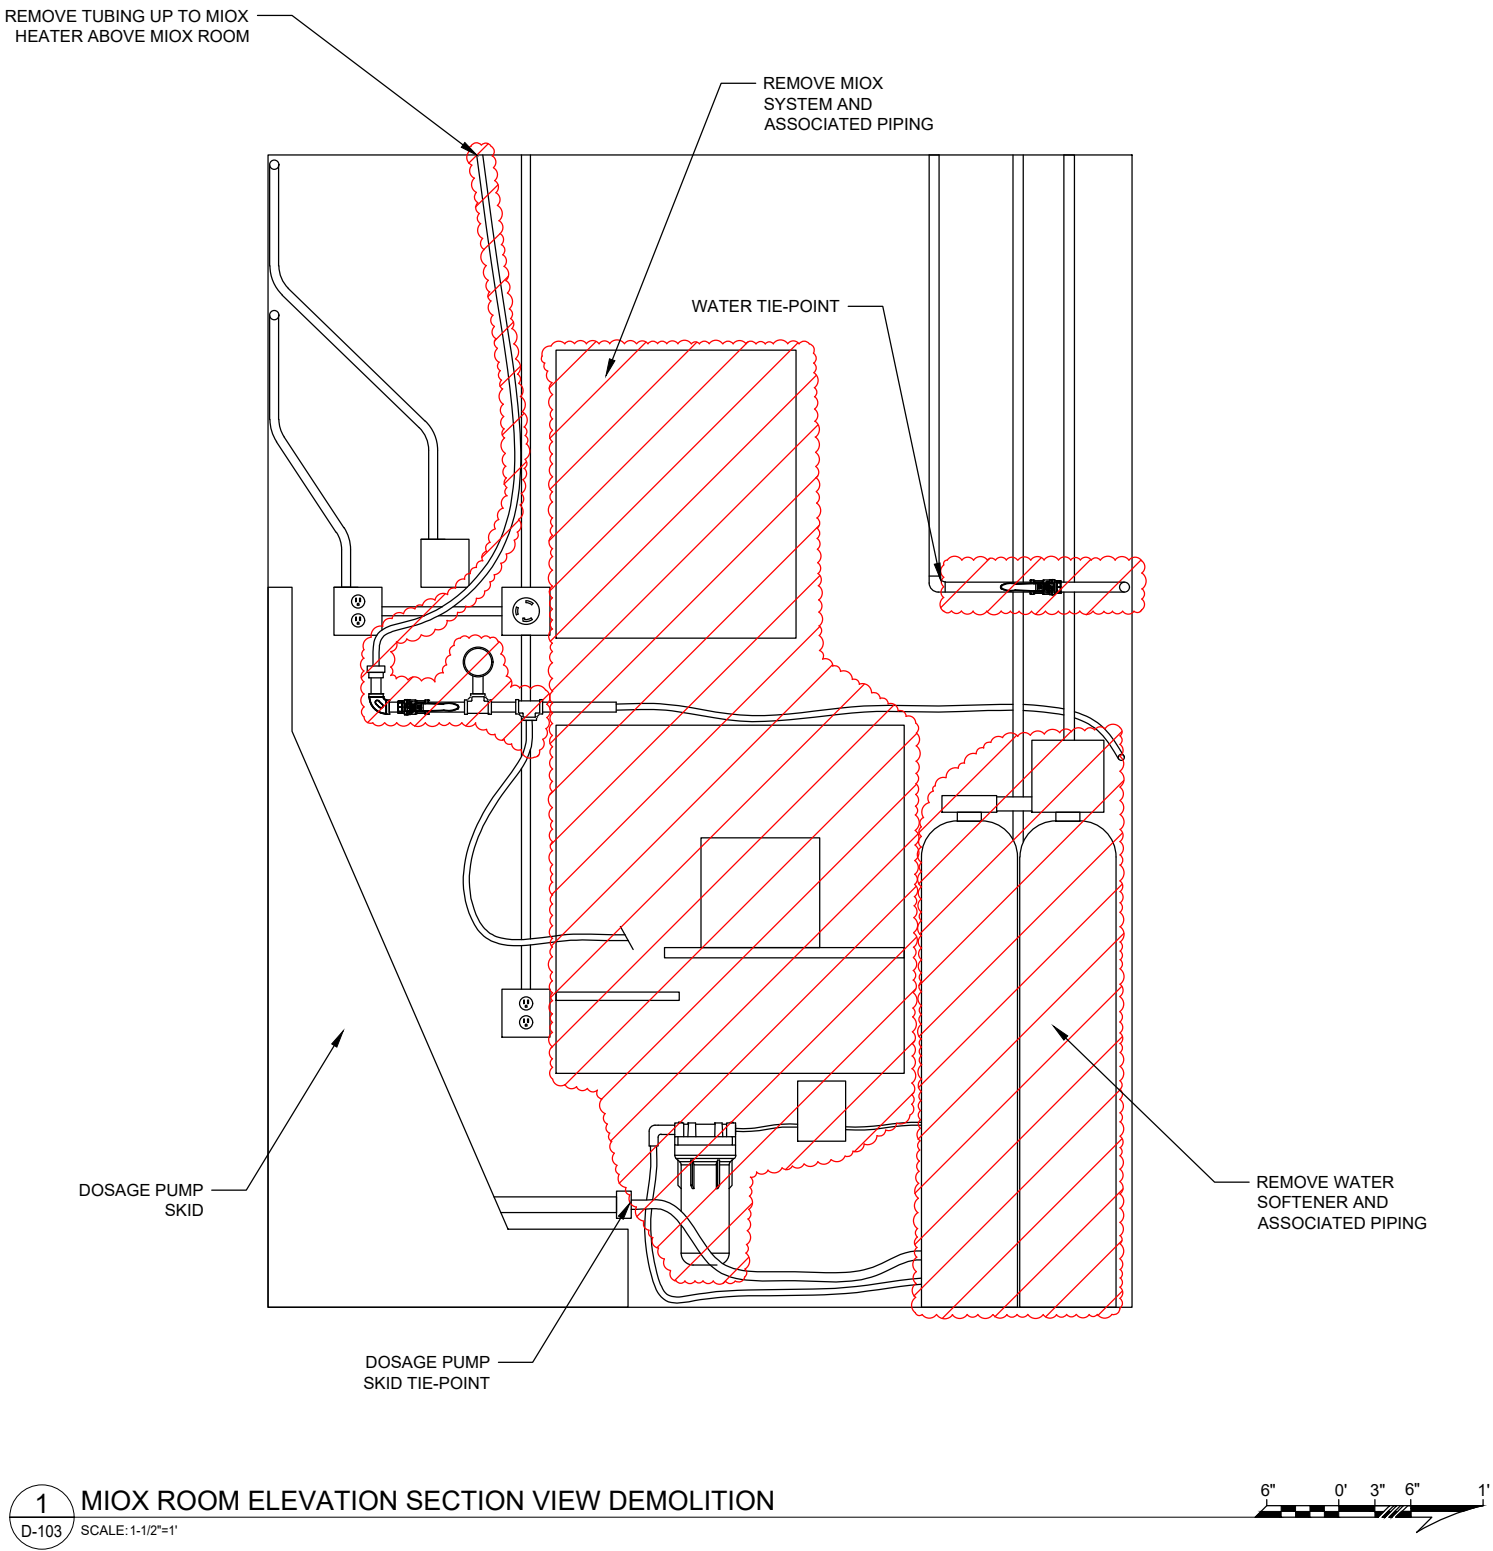 REMOVE TUBING UP TO MIOX
HEATER ABOVE MIOX ROOM
REMOVE MIOX
SYSTEM AND
ASSOCIATED PIPING
WATER TIE-POINT
DOSAGE PUMP
SKID
REMOVE WATER
SOFTENER AND
ASSOCIATED PIPING
DOSAGE PUMP
SKID TIE-POINT
1
D-103
MIOX ROOM ELEVATION SECTION VIEW DEMOLITION
SCALE: 1-1/2"=1'
6" 0' 3" 6" 1'